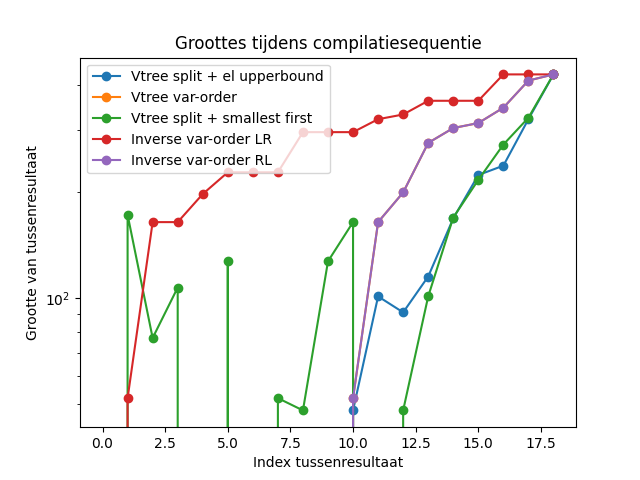 Groottes tijdens compilatiesequentie
Vtree split + el upperbound
Vtree var-order
Vtree split + smallest first
Inverse var-order LR
Inverse var-order RL
Grootte van tussenresultaat
10²
0.0 2.5 5.0 7.5 10.0 12.5 15.0 17.5
Index tussenresultaat